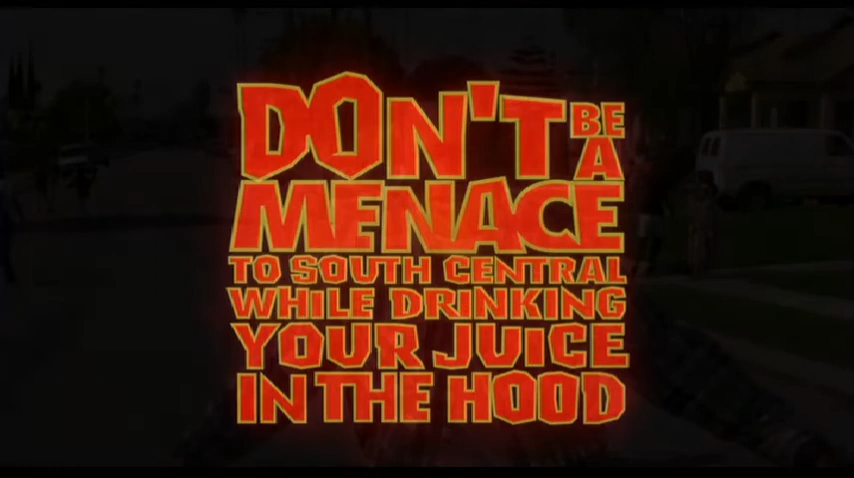 DON'T BE A
MENACE
TO SOUTH CENTRAL
WHILE DRINKING
YOUR JUICE
IN THE HOOD